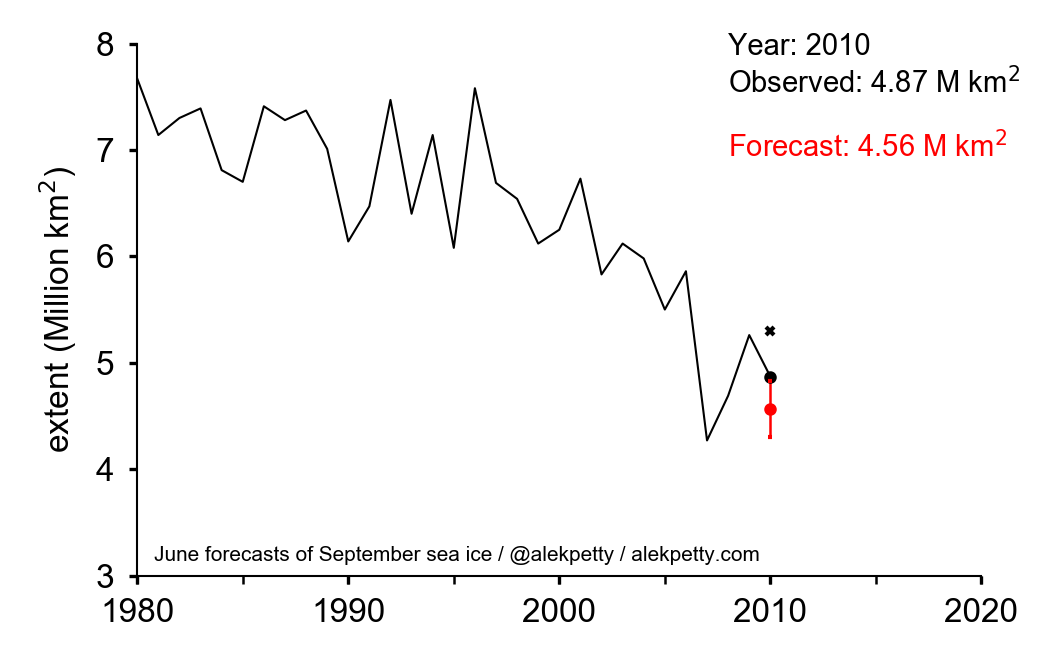 Year: 2010
Observed: 4.87 M km²
Forecast: 4.56 M km²
8
7
6
5
4
3
extent (Million km²)
June forecasts of September sea ice / @alekpetty / alekpetty.com
1980 1990 2000 2010 2020